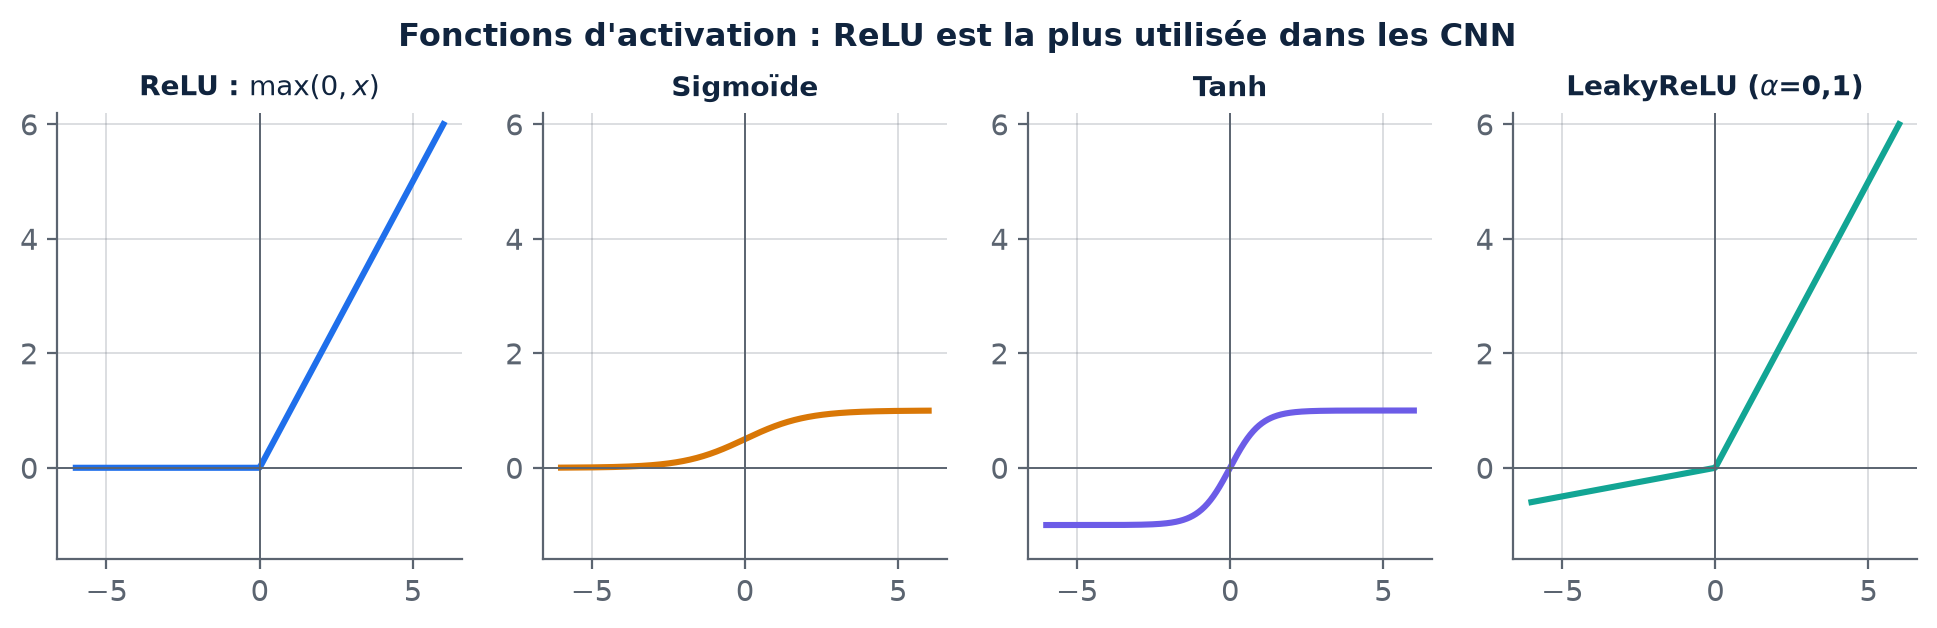 Fonctions d'activation : ReLU est la plus utilisée dans les CNN
ReLU : max(0, x)
6
4
2
0
−5 0 5
Sigmoïde
6
4
2
0
−5 0 5
Tanh
6
4
2
0
−5 0 5
LeakyReLU (α=0,1)
6
4
2
0
−5 0 5